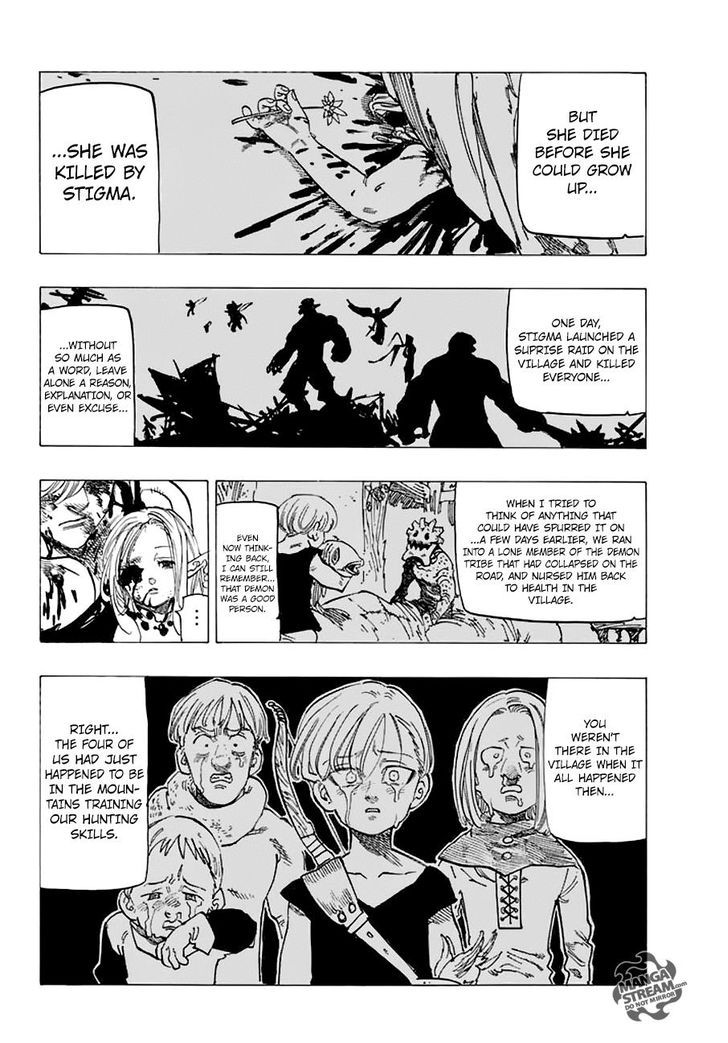 BUT
SHE DIED
BEFORE SHE
COULD GROW
UP...
...SHE WAS
KILLED BY
STIGMA.
ONE DAY,
STIGMA LAUNCHED A
SUPRISE RAID ON THE
VILLAGE AND KILLED
EVERYONE...
...WITHOUT
SO MUCH AS
A WORD, LEAVE
ALONE A REASON,
EXPLANATION, OR
EVEN EXCUSE...
WHEN I TRIED TO
THINK OF ANYTHING THAT
COULD HAVE SPURRED IT ON
...A FEW DAYS EARLIER, WE RAN
INTO A LONE MEMBER OF THE DEMON
TRIBE THAT HAD COLLAPSED ON THE
ROAD, AND NURSED HIM BACK
TO HEALTH IN THE
VILLAGE.
EVEN
NOW THINK-
ING BACK,
I CAN STILL
REMEMBER...
THAT DEMON
WAS A GOOD
PERSON.
...
YOU
WEREN'T
THERE IN THE
VILLAGE WHEN IT
ALL HAPPENED
THEN...
RIGHT...
THE FOUR OF
US HAD JUST
HAPPENED TO BE
IN THE MOUN-
TAINS TRAINING
OUR HUNTING
SKILLS.
MANGA
STREAM.com
DO NOT MIRROR